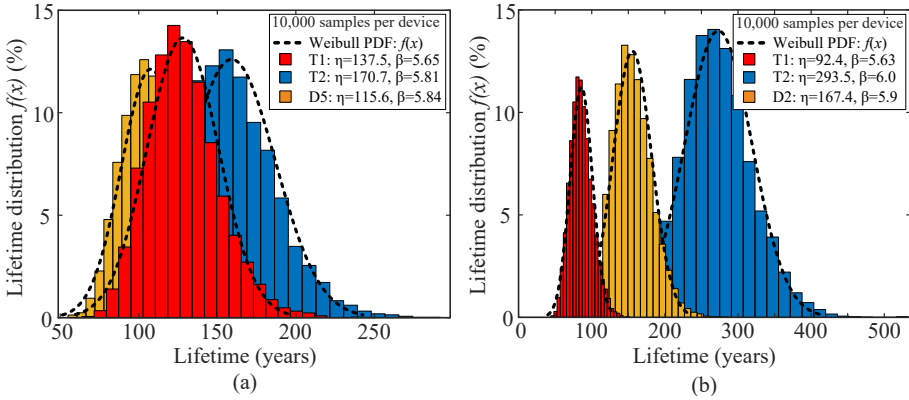 10,000 samples per device
Weibull PDF: f(x)
T1: η=137.5, β=5.65
T2: η=170.7, β=5.81
D5: η=115.6, β=5.84
Lifetime distribution f(x) (%)
15
10
5
0
50 100 150 200 250
Lifetime (years)
(a)
10,000 samples per device
Weibull PDF: f(x)
T1: η=92.4, β=5.63
T2: η=293.5, β=6.0
D2: η=167.4, β=5.9
Lifetime distribution f(x) (%)
15
10
5
0
0 100 200 300 400 500
Lifetime (years)
(b)